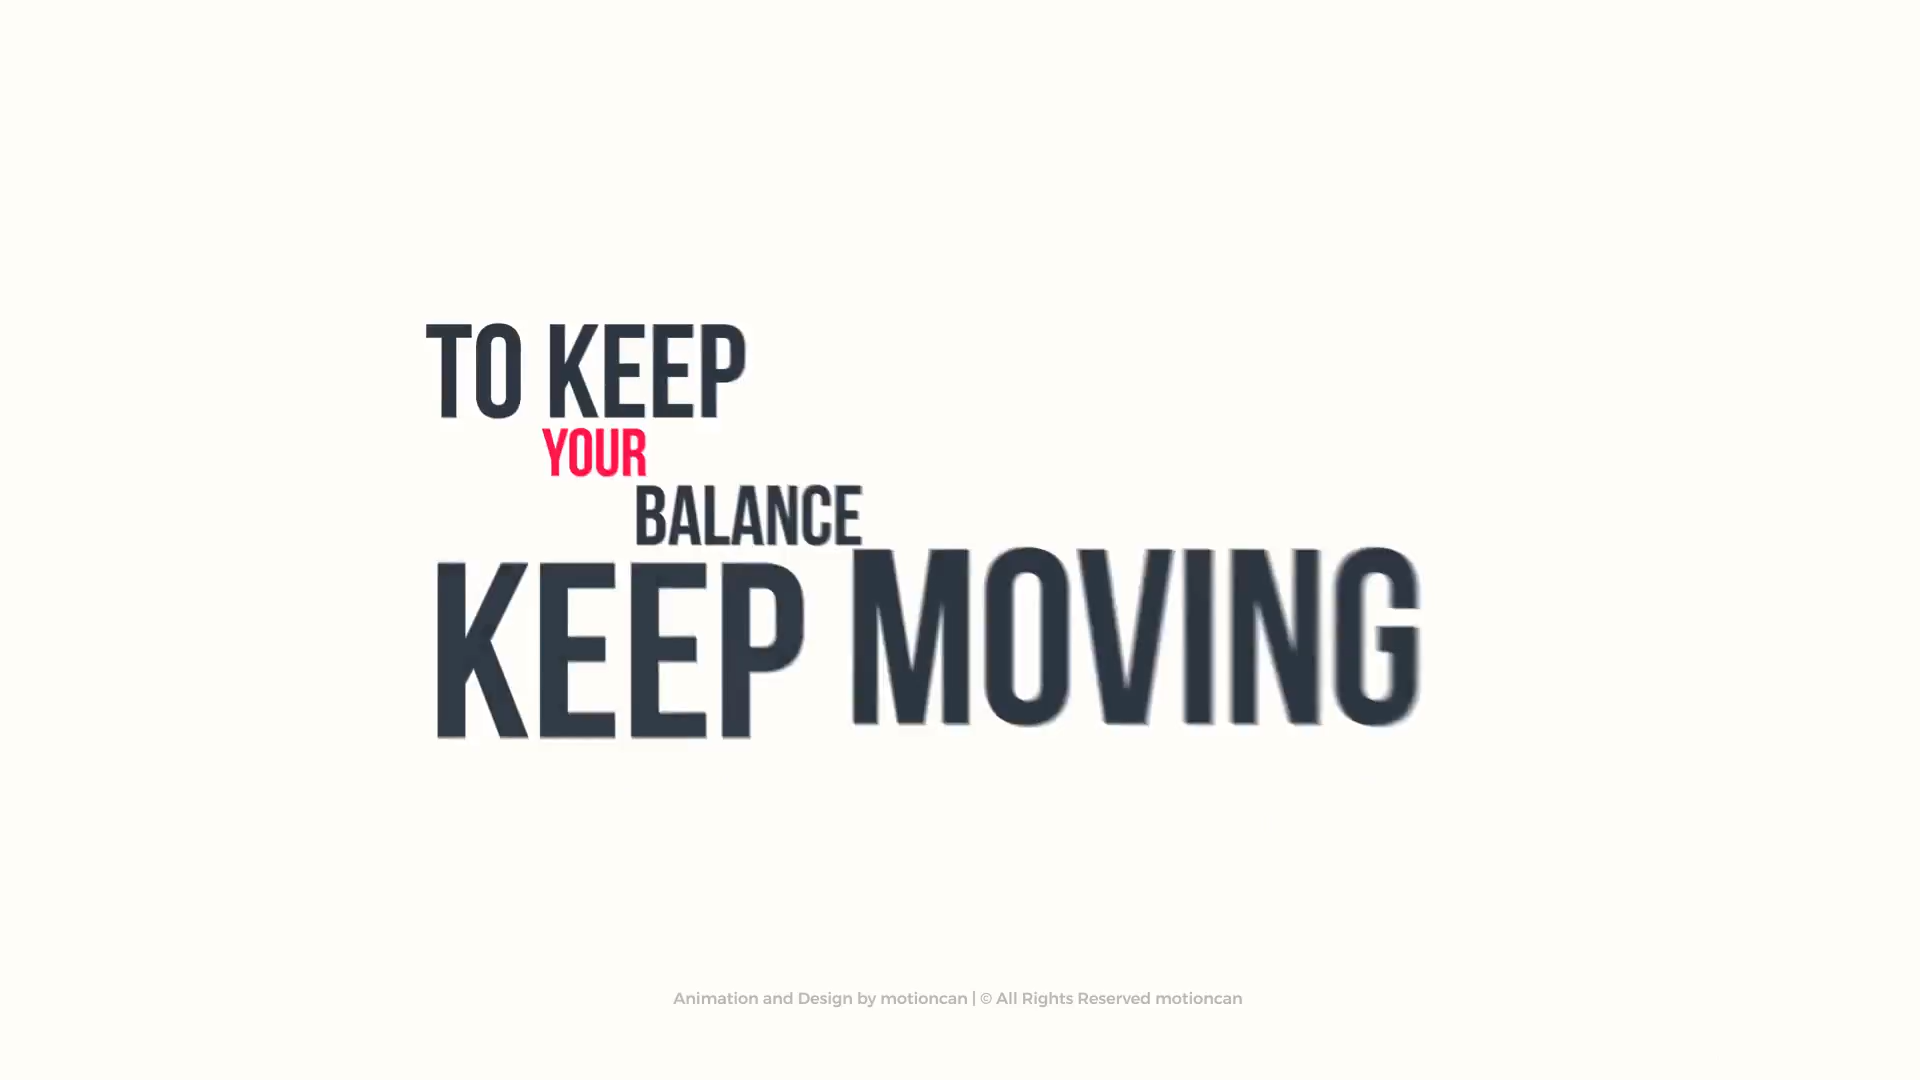 TO KEEP
YOUR
BALANCE
KEEP MOVING
Animation and Design by motioncan | © All Rights Reserved motioncan